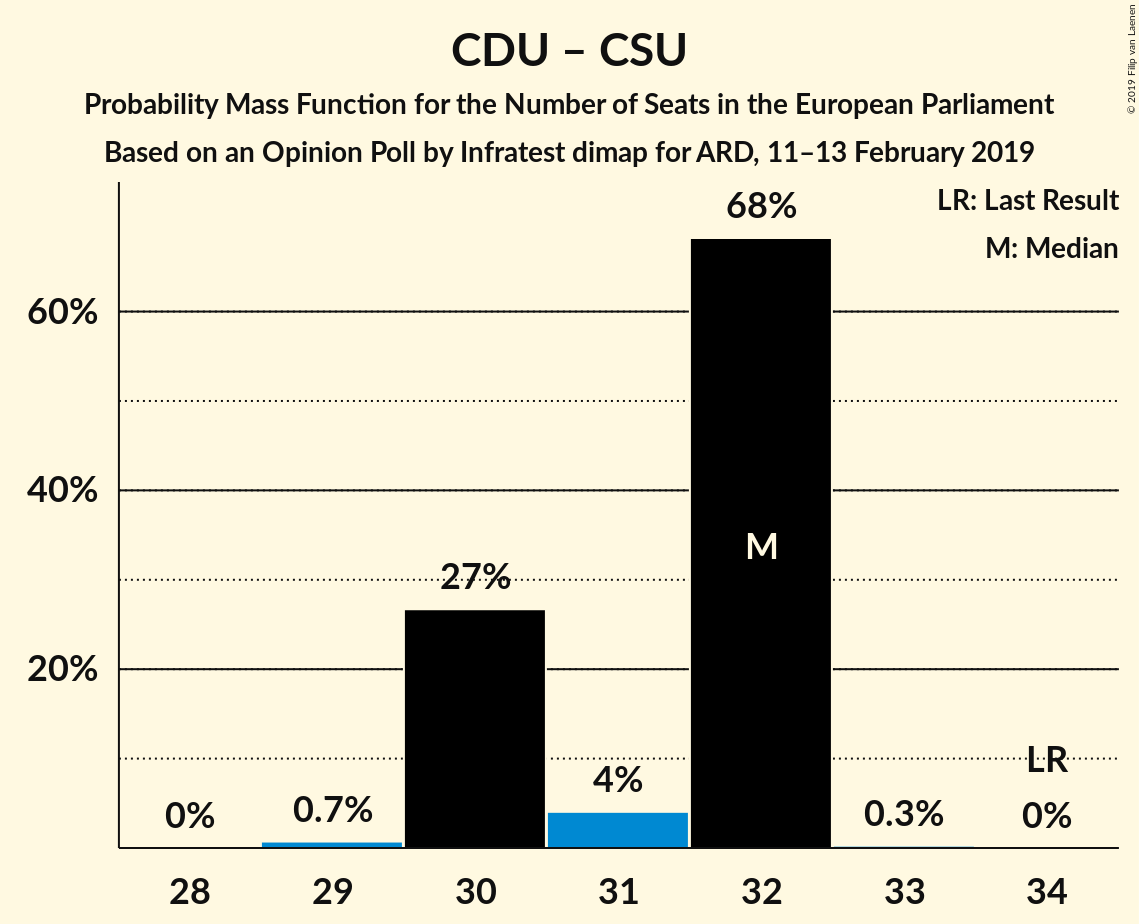 © 2019 Filip van Laenen
CDU – CSU
Probability Mass Function for the Number of Seats in the European Parliament
Based on an Opinion Poll by Infratest dimap for ARD, 11–13 February 2019
LR: Last Result
M: Median
68%
60%
40%
M
27%
20%
LR
4%
0%
0.7%
0.3%
0%
28 29 30 31 32 33 34